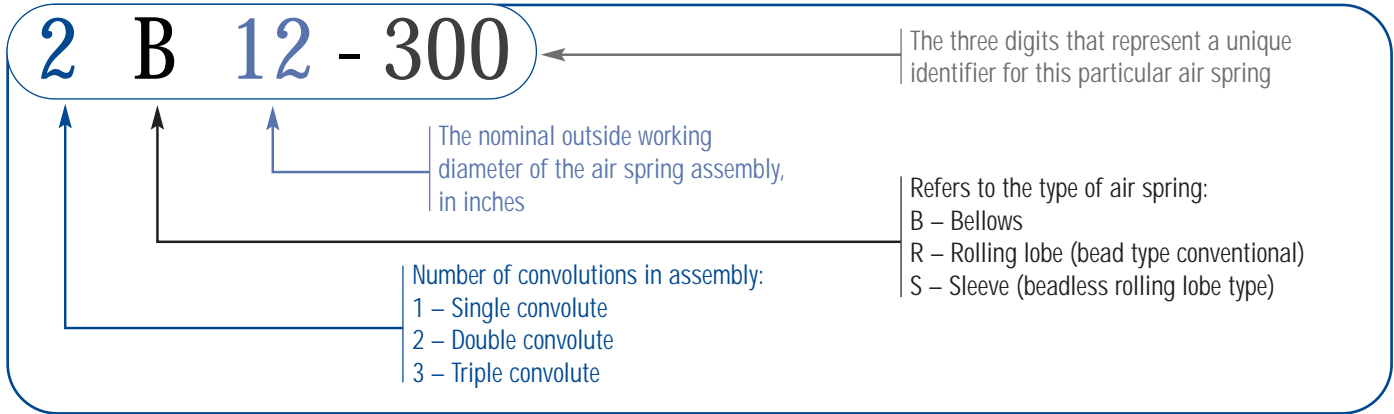 2 B 12 - 300
The three digits that represent a unique
identifier for this particular air spring
The nominal outside working
diameter of the air spring assembly,
in inches
Refers to the type of air spring:
B – Bellows
R – Rolling lobe (bead type conventional)
S – Sleeve (beadless rolling lobe type)
Number of convolutions in assembly:
1 – Single convolute
2 – Double convolute
3 – Triple convolute